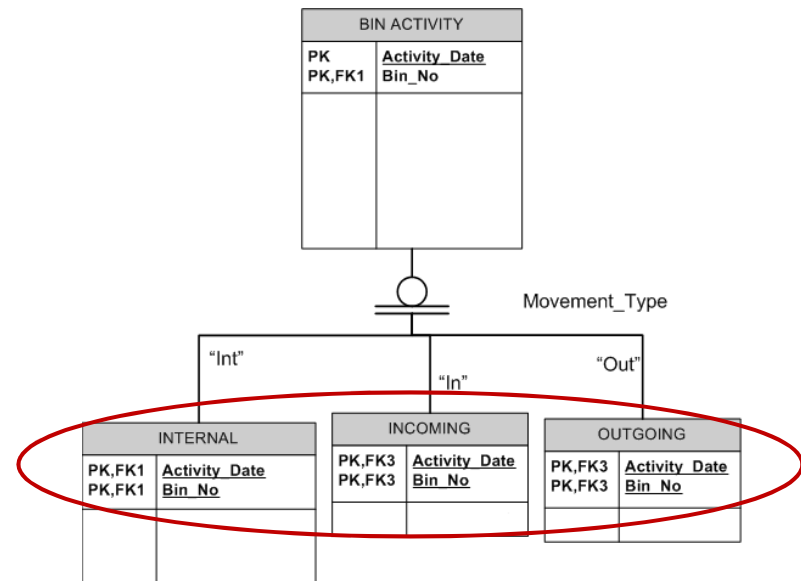 BIN ACTIVITY
PK Activity_Date
PK,FK1 Bin_No
Movement_Type
“Int”
“In”
“Out”
INTERNAL
PK,FK1 Activity_Date
PK,FK1 Bin_No
INCOMING
PK,FK3 Activity_Date
PK,FK3 Bin_No
OUTGOING
PK,FK3 Activity_Date
PK,FK3 Bin_No